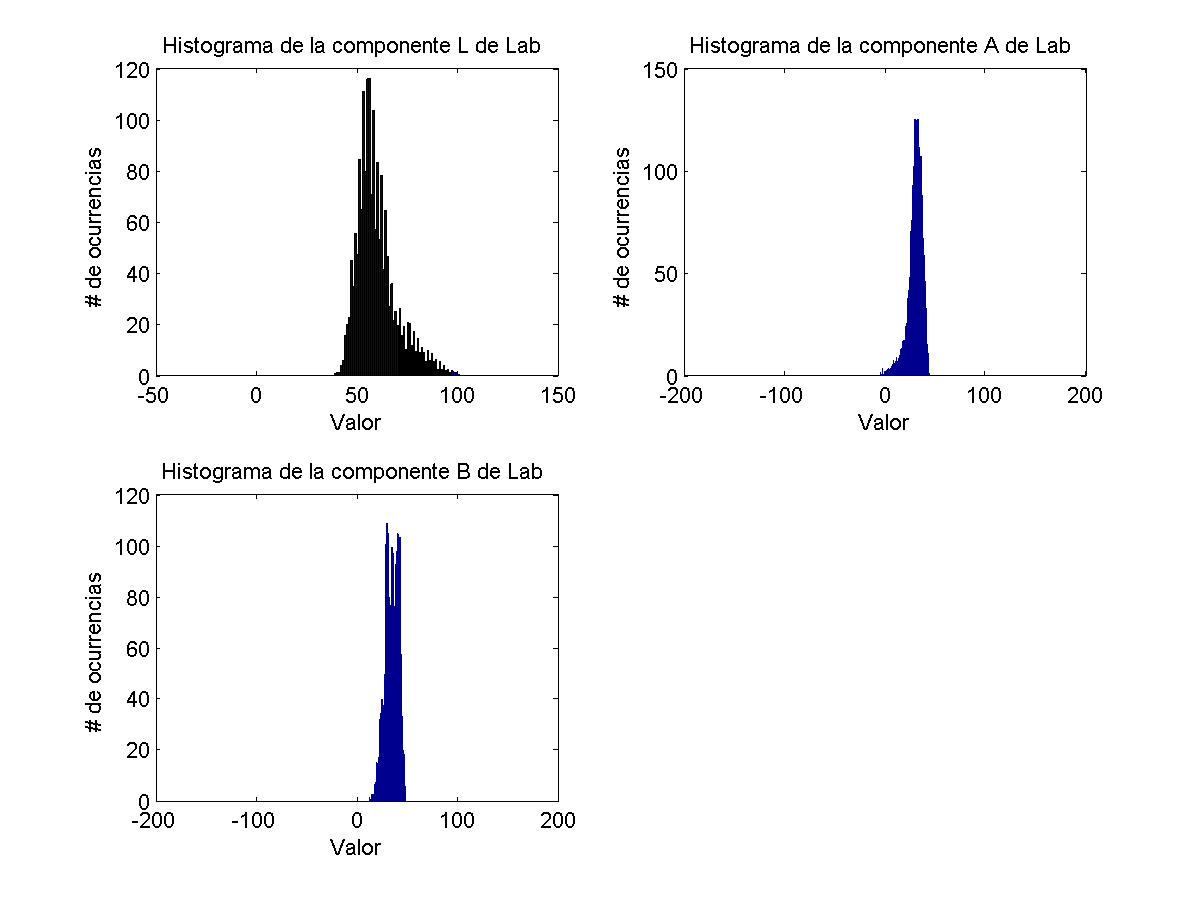 Histograma de la componente L de Lab
120
100
80
60
40
20
0
-50 0 50 100 150
# de ocurrencias
Valor
Histograma de la componente A de Lab
150
100
50
0
-200 -100 0 100 200
# de ocurrencias
Valor
Histograma de la componente B de Lab
120
100
80
60
40
20
0
-200 -100 0 100 200
# de ocurrencias
Valor